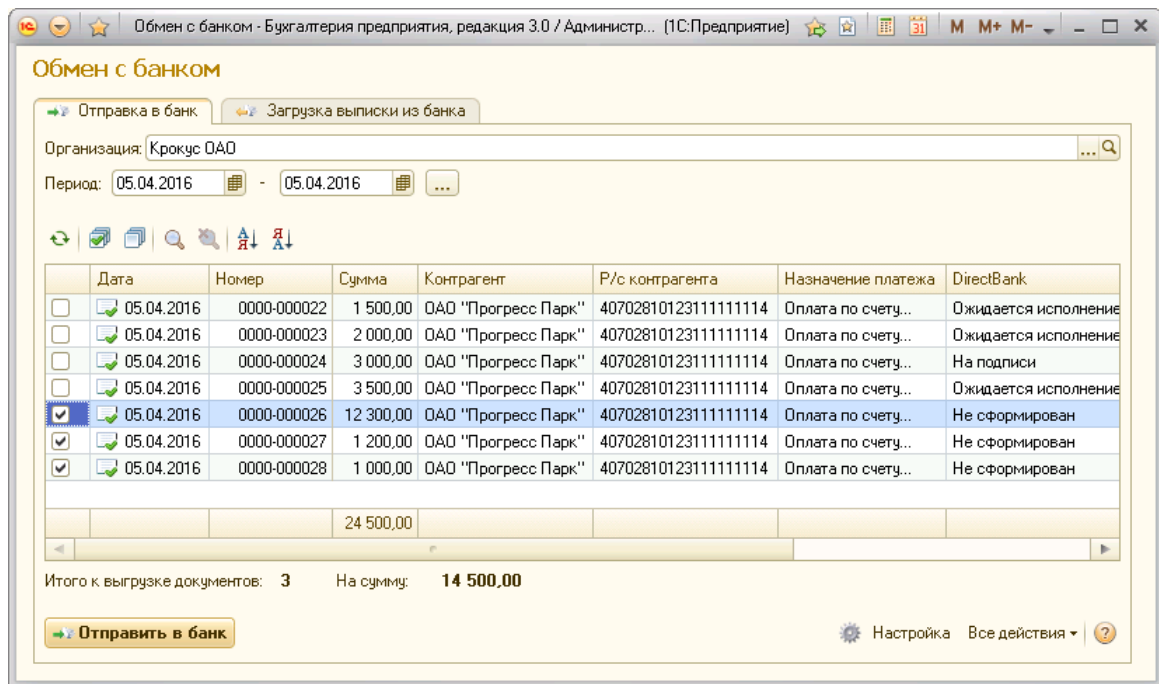 1С Обмен с банком - Бухгалтерия предприятия, редакция 3.0 / Администр... (1С:Предприятие) 31 M M+ M-
Обмен с банком
Отправка в банк Загрузка выписки из банка
Организация: Крокус ОАО ...
Период: 05.04.2016 - 05.04.2016 ...
А Я Я А
Дата Номер Сумма Контрагент Р/с контрагента Назначение платежа DirectBank
05.04.2016 0000-000022 1 500,00 ОАО "Прогресс Парк" 40702810123111111114 Оплата по счету... Ожидается исполнение
05.04.2016 0000-000023 2 000,00 ОАО "Прогресс Парк" 40702810123111111114 Оплата по счету... Ожидается исполнение
05.04.2016 0000-000024 3 000,00 ОАО "Прогресс Парк" 40702810123111111114 Оплата по счету... На подписи
05.04.2016 0000-000025 3 500,00 ОАО "Прогресс Парк" 40702810123111111114 Оплата по счету... Ожидается исполнение
05.04.2016 0000-000026 12 300,00 ОАО "Прогресс Парк" 40702810123111111114 Оплата по счету... Не сформирован
05.04.2016 0000-000027 1 200,00 ОАО "Прогресс Парк" 40702810123111111114 Оплата по счету... Не сформирован
05.04.2016 0000-000028 1 000,00 ОАО "Прогресс Парк" 40702810123111111114 Оплата по счету... Не сформирован
24 500,00
Итого к выгрузке документов: 3 На сумму: 14 500,00
Отправить в банк Настройка Все действия ?